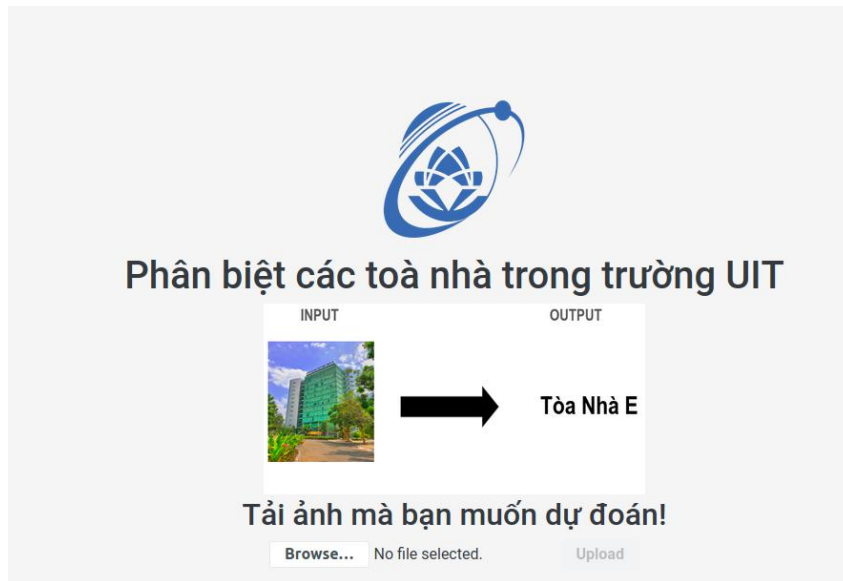 Phân biệt các toà nhà trong trường UIT
INPUT OUTPUT
Tòa Nhà E
Tải ảnh mà bạn muốn dự đoán!
Browse... No file selected. Upload